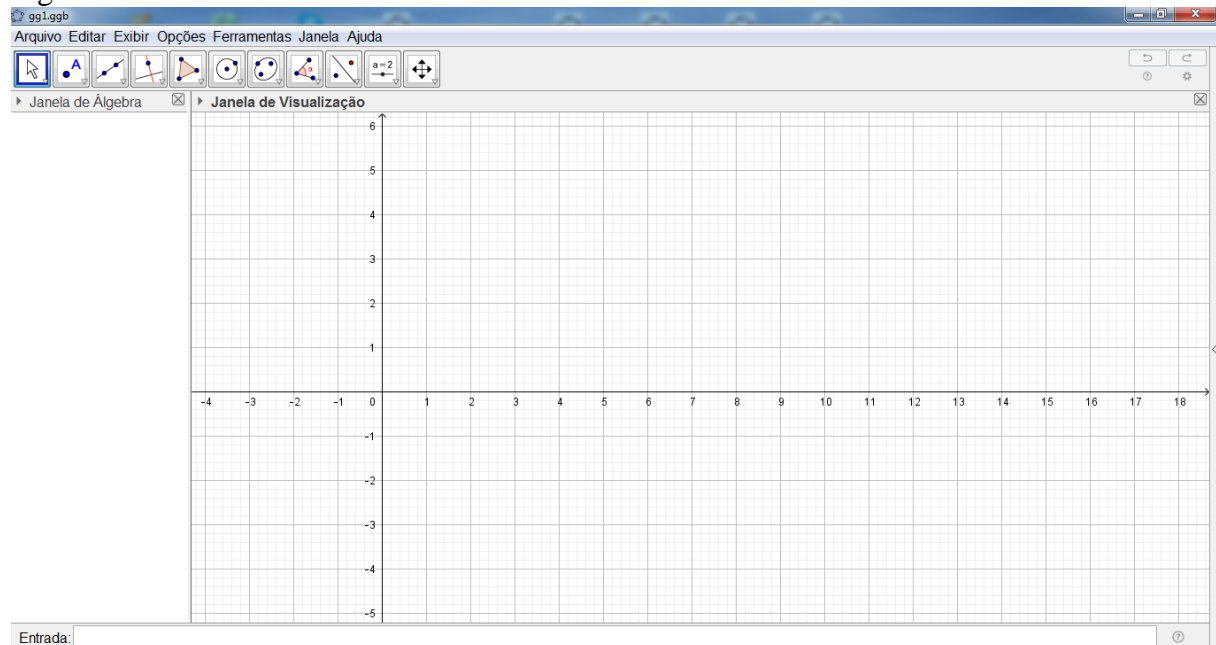 gg1.ggb
Arquivo Editar Exibir Opções Ferramentas Janela Ajuda
A
a=2
Janela de Álgebra
Janela de Visualização
6
5
4
3
2
1
-4 -3 -2 -1 0 1 2 3 4 5 6 7 8 9 10 11 12 13 14 15 16 17 18
-1
-2
-3
-4
-5
Entrada: